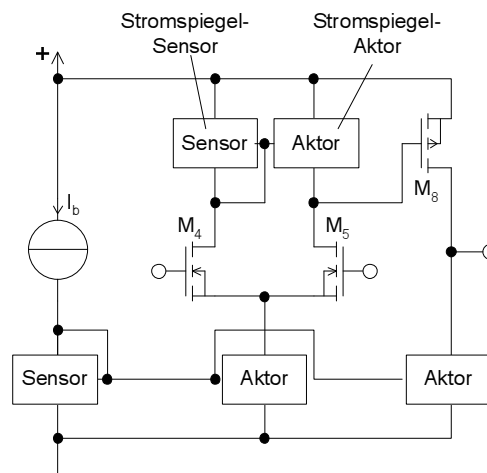 Stromspiegel-
Sensor
Stromspiegel-
Aktor
+
Sensor
Aktor
M8
Ib
M4
M5
Sensor
Aktor
Aktor